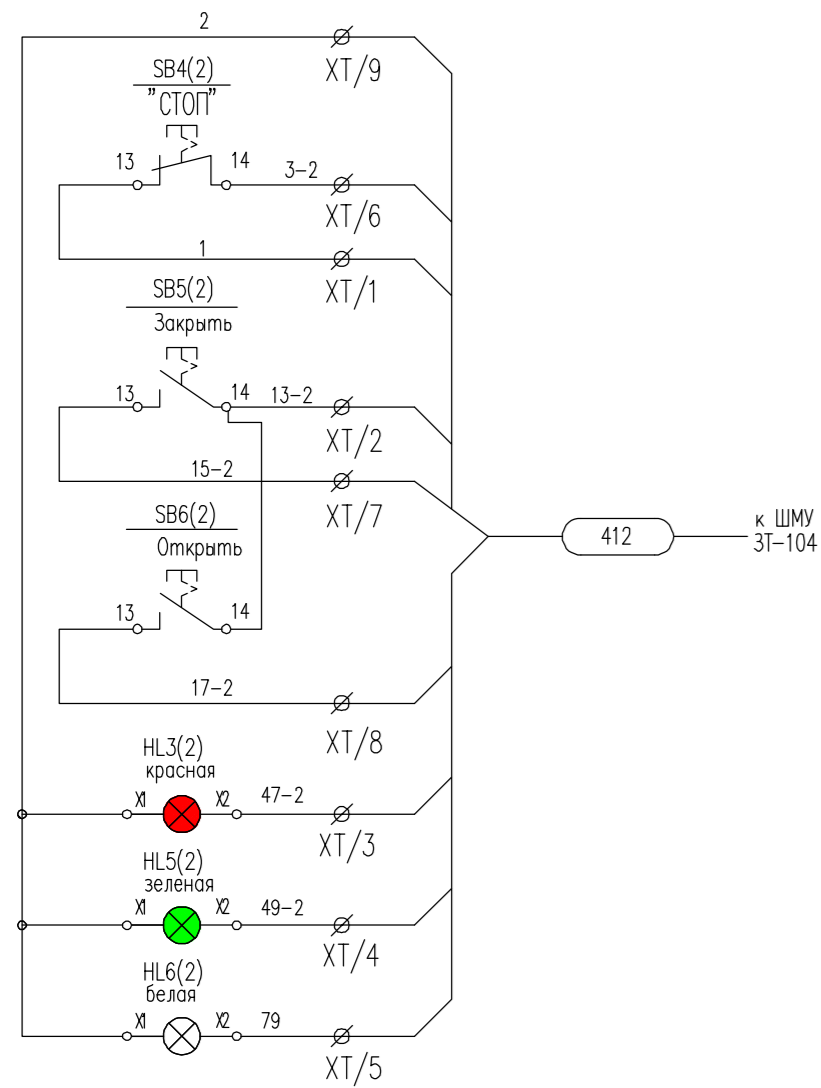 2
XT/9
SB4(2)
"СТОП"
13
14
3-2
XT/6
1
XT/1
SB5(2)
Закрыть
13
14
13-2
XT/2
15-2
XT/7
SB6(2)
Открыть
412
к ШМУ
ЗТ-104
13
14
17-2
XT/8
HL3(2)
красная
X1
X2
47-2
XT/3
HL5(2)
зеленая
X1
X2
49-2
XT/4
HL6(2)
белая
X1
X2
79
XT/5